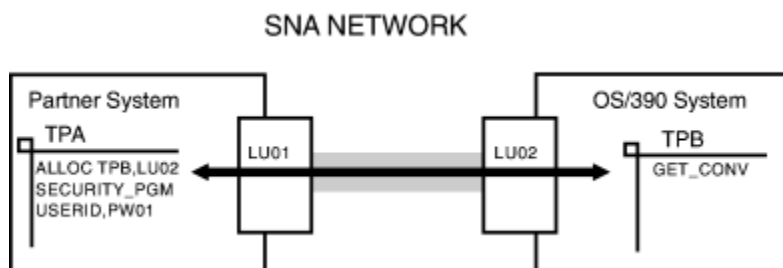 SNA NETWORK
Partner System
OS/390 System
TPA
TPB
LU01
LU02
ALLOC TPB,LU02
SECURITY_PGM
USERID,PW01
GET_CONV